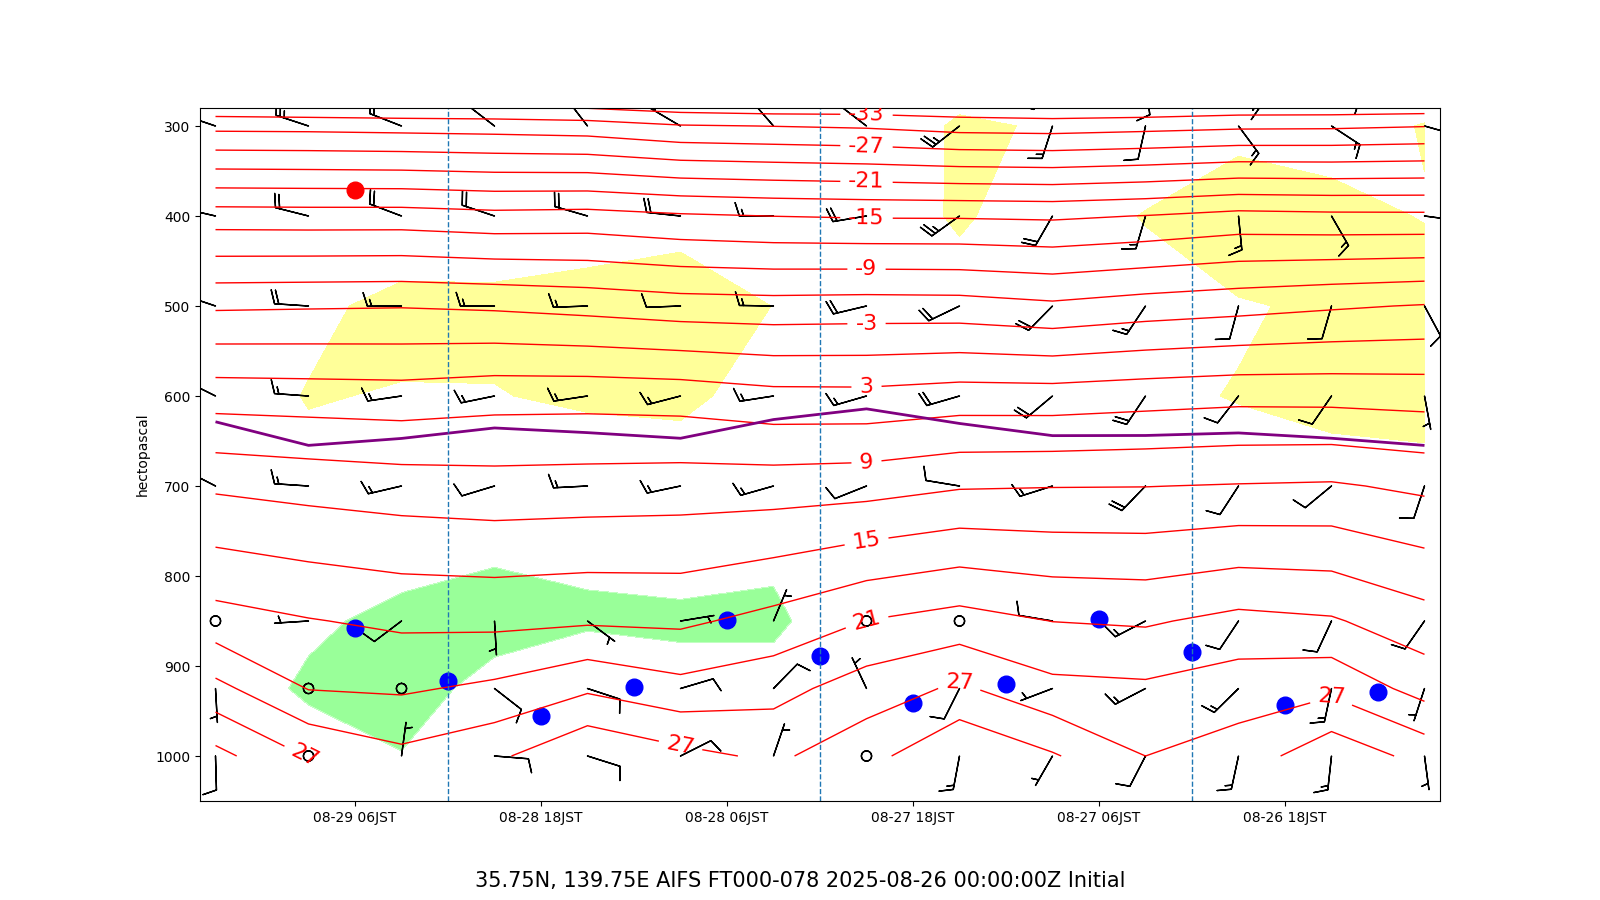 300
400
500
600
700
800
900
1000
hectopascal
-33
-27
-21
15
-9
-3
3
9
15
21
27
27
27
27
08-29 06JST
08-28 18JST
08-28 06JST
08-27 18JST
08-27 06JST
08-26 18JST
35.75N, 139.75E AIFS FT000-078 2025-08-26 00:00:00Z Initial